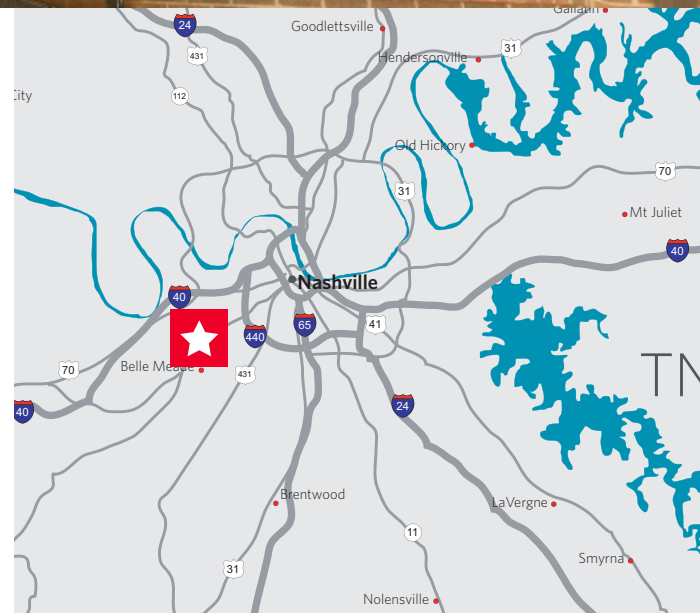 Gallatin
24
Goodlettsville
431
31
Hendersonville
City
112
Old Hickory
31
70
Mt Juliet
40
Nashville
40
65
41
440
TN
Belle Meade
70
431
40
24
Brentwood
LaVergne
11
31
Smyrna
Nolensville